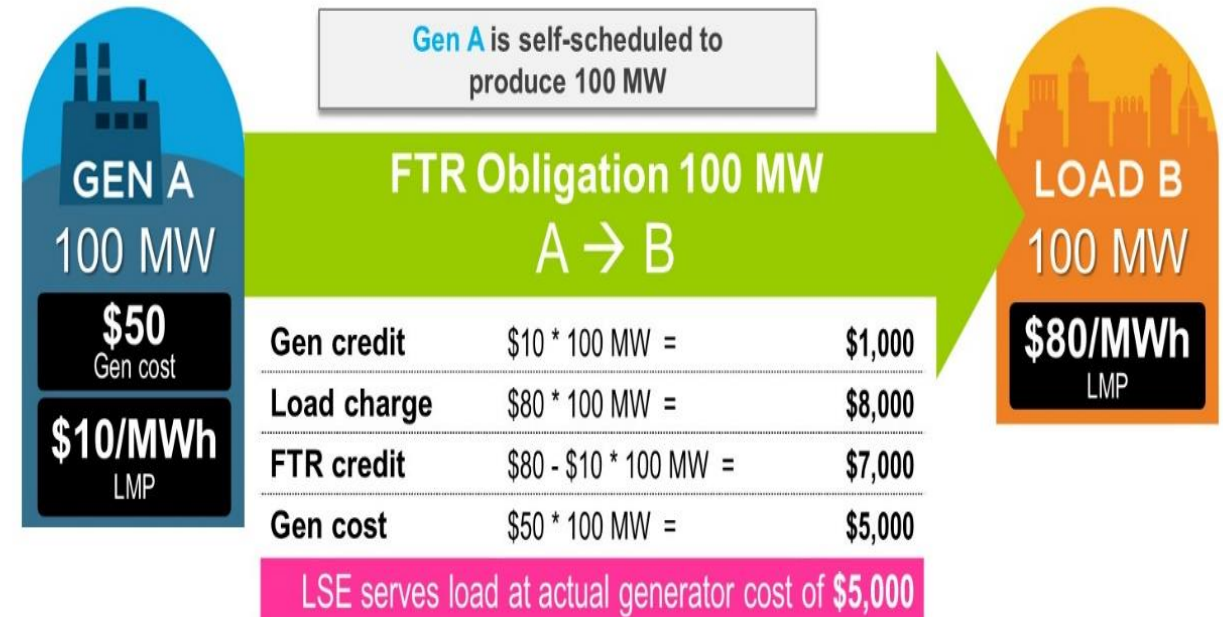 Gen A is self-scheduled to
produce 100 MW
GEN A
100 MW
$50
Gen cost
$10/MWh
LMP
FTR Obligation 100 MW
A → B
LOAD B
100 MW
$80/MWh
LMP
Gen credit $10 * 100 MW = $1,000
Load charge $80 * 100 MW = $8,000
FTR credit $80 - $10 * 100 MW = $7,000
Gen cost $50 * 100 MW = $5,000
LSE serves load at actual generator cost of $5,000